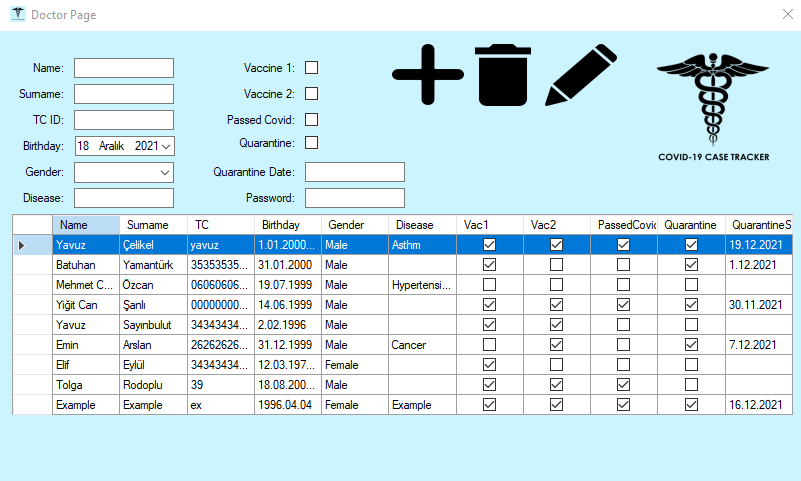 Doctor Page
Name: Vaccine 1:
Surname: Vaccine 2:
TC ID: Passed Covid:
Birthday: 18 Aralık 2021 Quarantine:
Gender: Quarantine Date:
Disease: Password:
COVID-19 CASE TRACKER
Name Surname TC Birthday Gender Disease Vac1 Vac2 PassedCovid Quarantine QuarantineS
Yavuz Çelikel yavuz 1.01.2000... Male Asthm 19.12.2021
Batuhan Yamantürk 35353535... 31.01.2000 Male 1.12.2021
Mehmet C... Özcan 06060606... 19.07.1999 Male Hypertensi...
Yiğit Can Şanlı 00000000... 14.06.1999 Male 30.11.2021
Yavuz Sayınbulut 34343434... 2.02.1996 Male
Emin Arslan 26262626... 31.12.1999 Male Cancer 7.12.2021
Elif Eylül 34343434... 12.03.197... Female
Tolga Rodoplu 39 18.08.200... Male
Example Example ex 1996.04.04 Female Example 16.12.2021